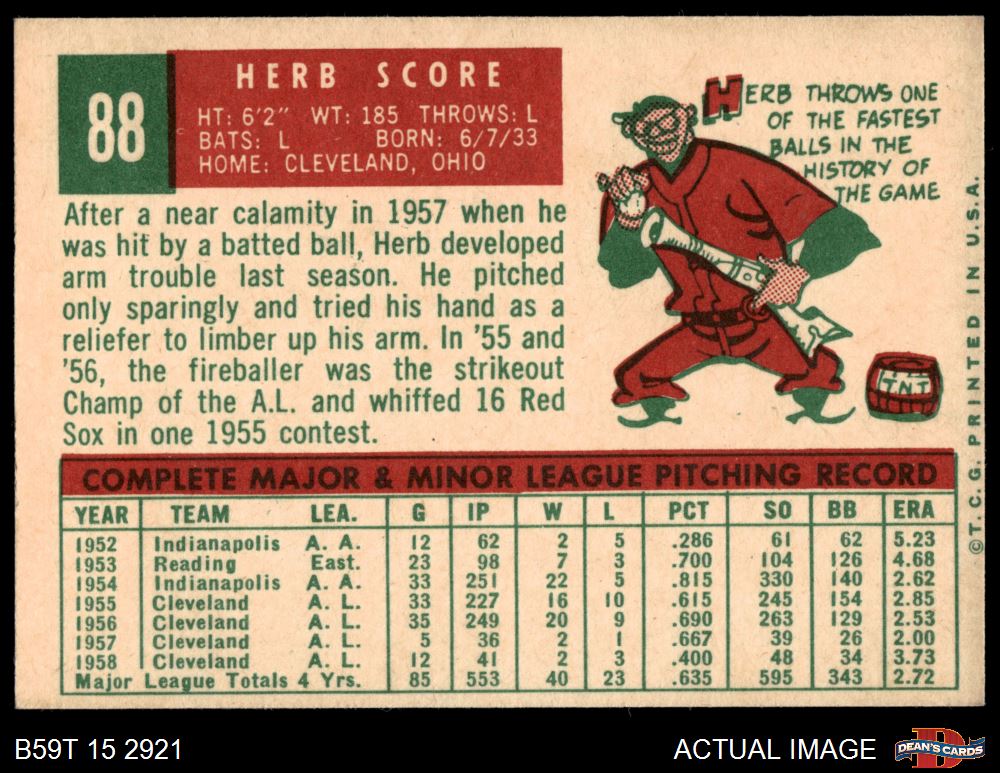 88
HERB SCORE
HT: 6'2" WT: 185 THROWS: L
BATS: L BORN: 6/7/33
HOME: CLEVELAND, OHIO
HERB THROWS ONE
OF THE FASTEST
BALLS IN THE
HISTORY OF
THE GAME
TNT
After a near calamity in 1957 when he
was hit by a batted ball, Herb developed
arm trouble last season. He pitched
only sparingly and tried his hand as a
reliefer to limber up his arm. In '55 and
'56, the fireballer was the strikeout
Champ of the A.L. and whiffed 16 Red
Sox in one 1955 contest.
COMPLETE MAJOR & MINOR LEAGUE PITCHING RECORD
YEAR TEAM LEA. G IP W L PCT SO BB ERA
1952 Indianapolis A. A. 12 62 2 5 .286 61 62 5.23
1953 Reading East. 23 98 7 3 .700 104 126 4.68
1954 Indianapolis A. A. 33 251 22 5 .815 330 140 2.62
1955 Cleveland A. L. 33 227 16 10 .615 245 154 2.85
1956 Cleveland A. L. 35 249 20 9 .690 263 129 2.53
1957 Cleveland A. L. 5 36 2 1 .667 39 26 2.00
1958 Cleveland A. L. 12 41 2 3 .400 48 34 3.73
Major League Totals 4 Yrs. 85 553 40 23 .635 595 343 2.72
©T. C. G. PRINTED IN U.S.A.
B59T 15 2921
ACTUAL IMAGE
D
DEAN'S CARDS